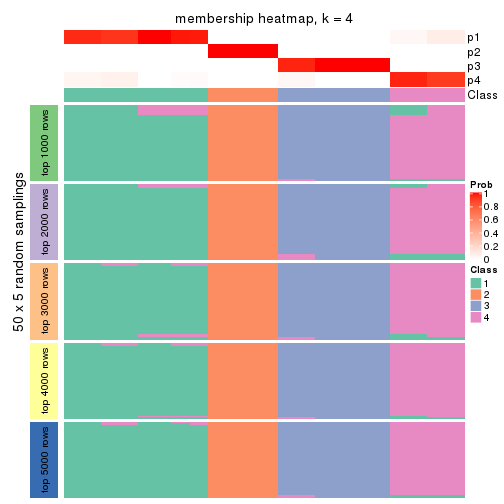 membership heatmap, k = 4
p1
p2
p3
p4
Class
50 x 5 random samplings
top 1000 rows
top 2000 rows
top 3000 rows
top 4000 rows
top 5000 rows
Prob
1
0.8
0.6
0.4
0.2
0
Class
1
2
3
4